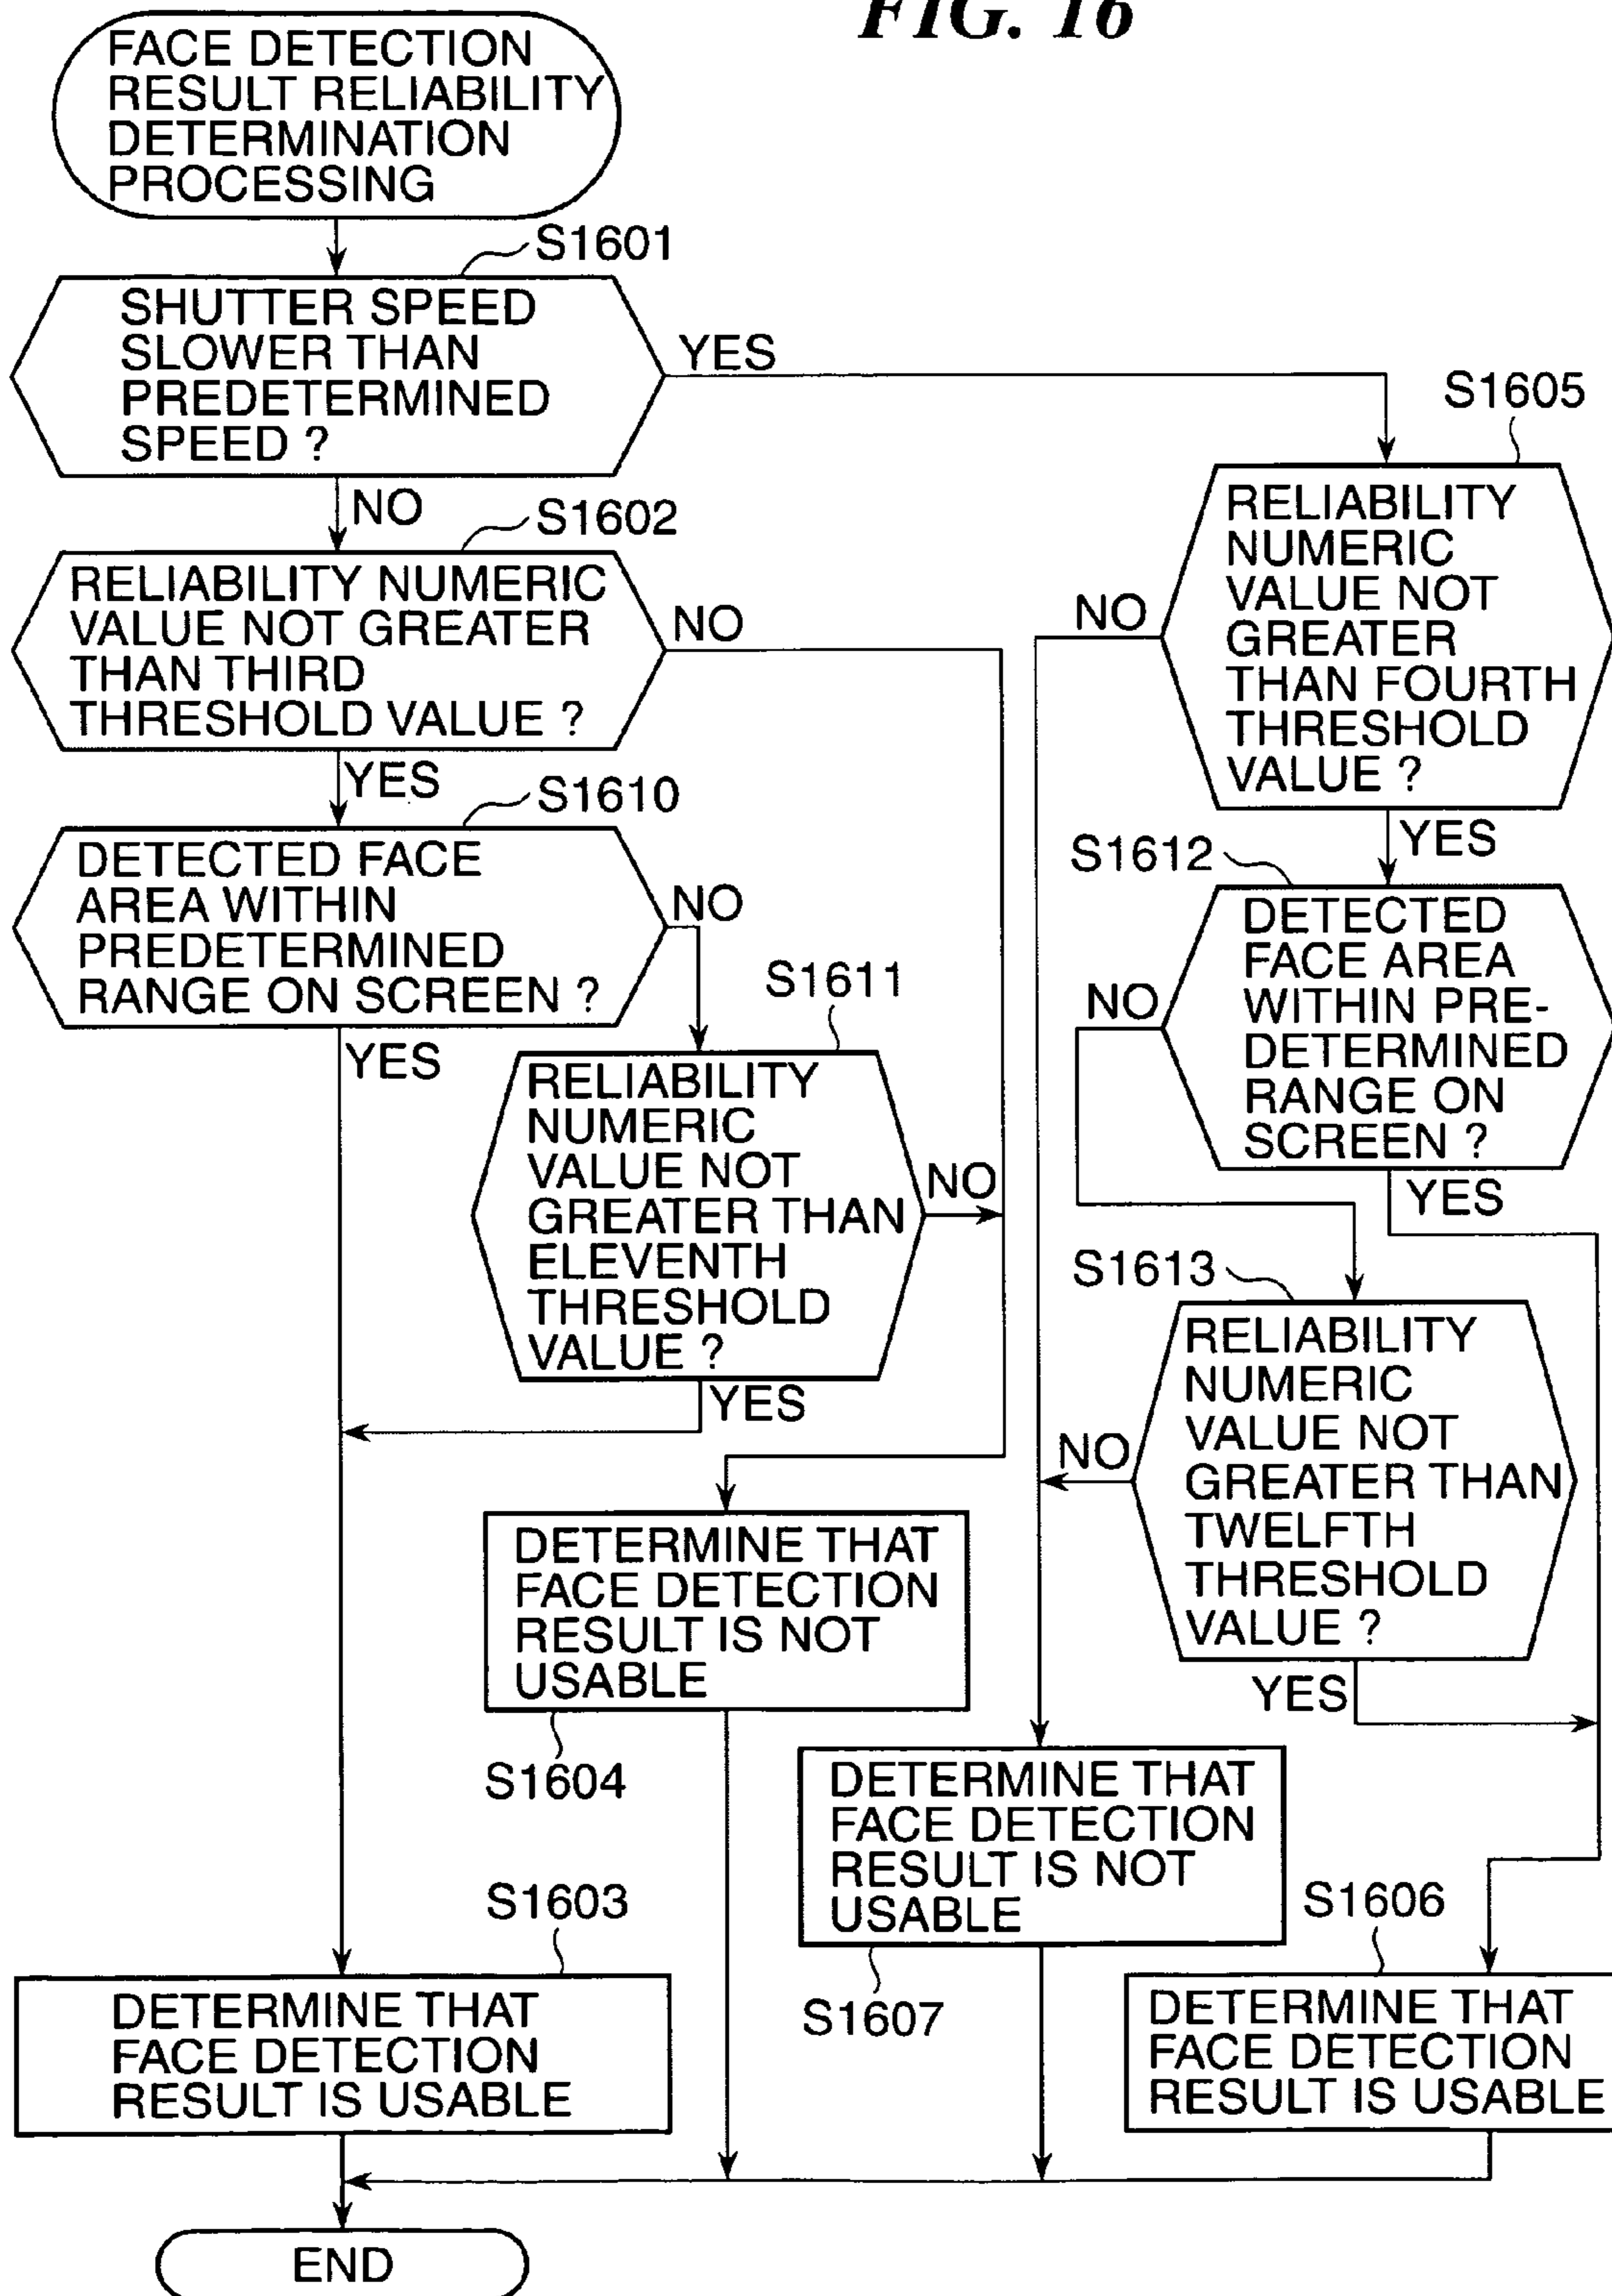 FIG. 16
FACE DETECTION
RESULT RELIABILITY
DETERMINATION
PROCESSING
S1601
SHUTTER SPEED
SLOWER THAN
PREDETERMINED
SPEED ?
YES
NO
S1602
RELIABILITY NUMERIC
VALUE NOT GREATER
THAN THIRD
THRESHOLD VALUE ?
NO
YES
S1610
DETECTED FACE
AREA WITHIN
PREDETERMINED
RANGE ON SCREEN ?
NO
YES
S1611
RELIABILITY
NUMERIC
VALUE NOT
GREATER THAN
ELEVENTH
THRESHOLD
VALUE ?
NO
YES
DETERMINE THAT
FACE DETECTION
RESULT IS NOT
USABLE
S1604
S1603
DETERMINE THAT
FACE DETECTION
RESULT IS USABLE
S1605
RELIABILITY
NUMERIC
VALUE NOT
GREATER
THAN FOURTH
THRESHOLD
VALUE ?
NO
YES
S1612
DETECTED
FACE AREA
WITHIN PRE-
DETERMINED
RANGE ON
SCREEN ?
NO
YES
S1613
RELIABILITY
NUMERIC
VALUE NOT
GREATER THAN
TWELFTH
THRESHOLD
VALUE ?
NO
YES
DETERMINE THAT
FACE DETECTION
RESULT IS NOT
USABLE
S1607
S1606
DETERMINE THAT
FACE DETECTION
RESULT IS USABLE
END